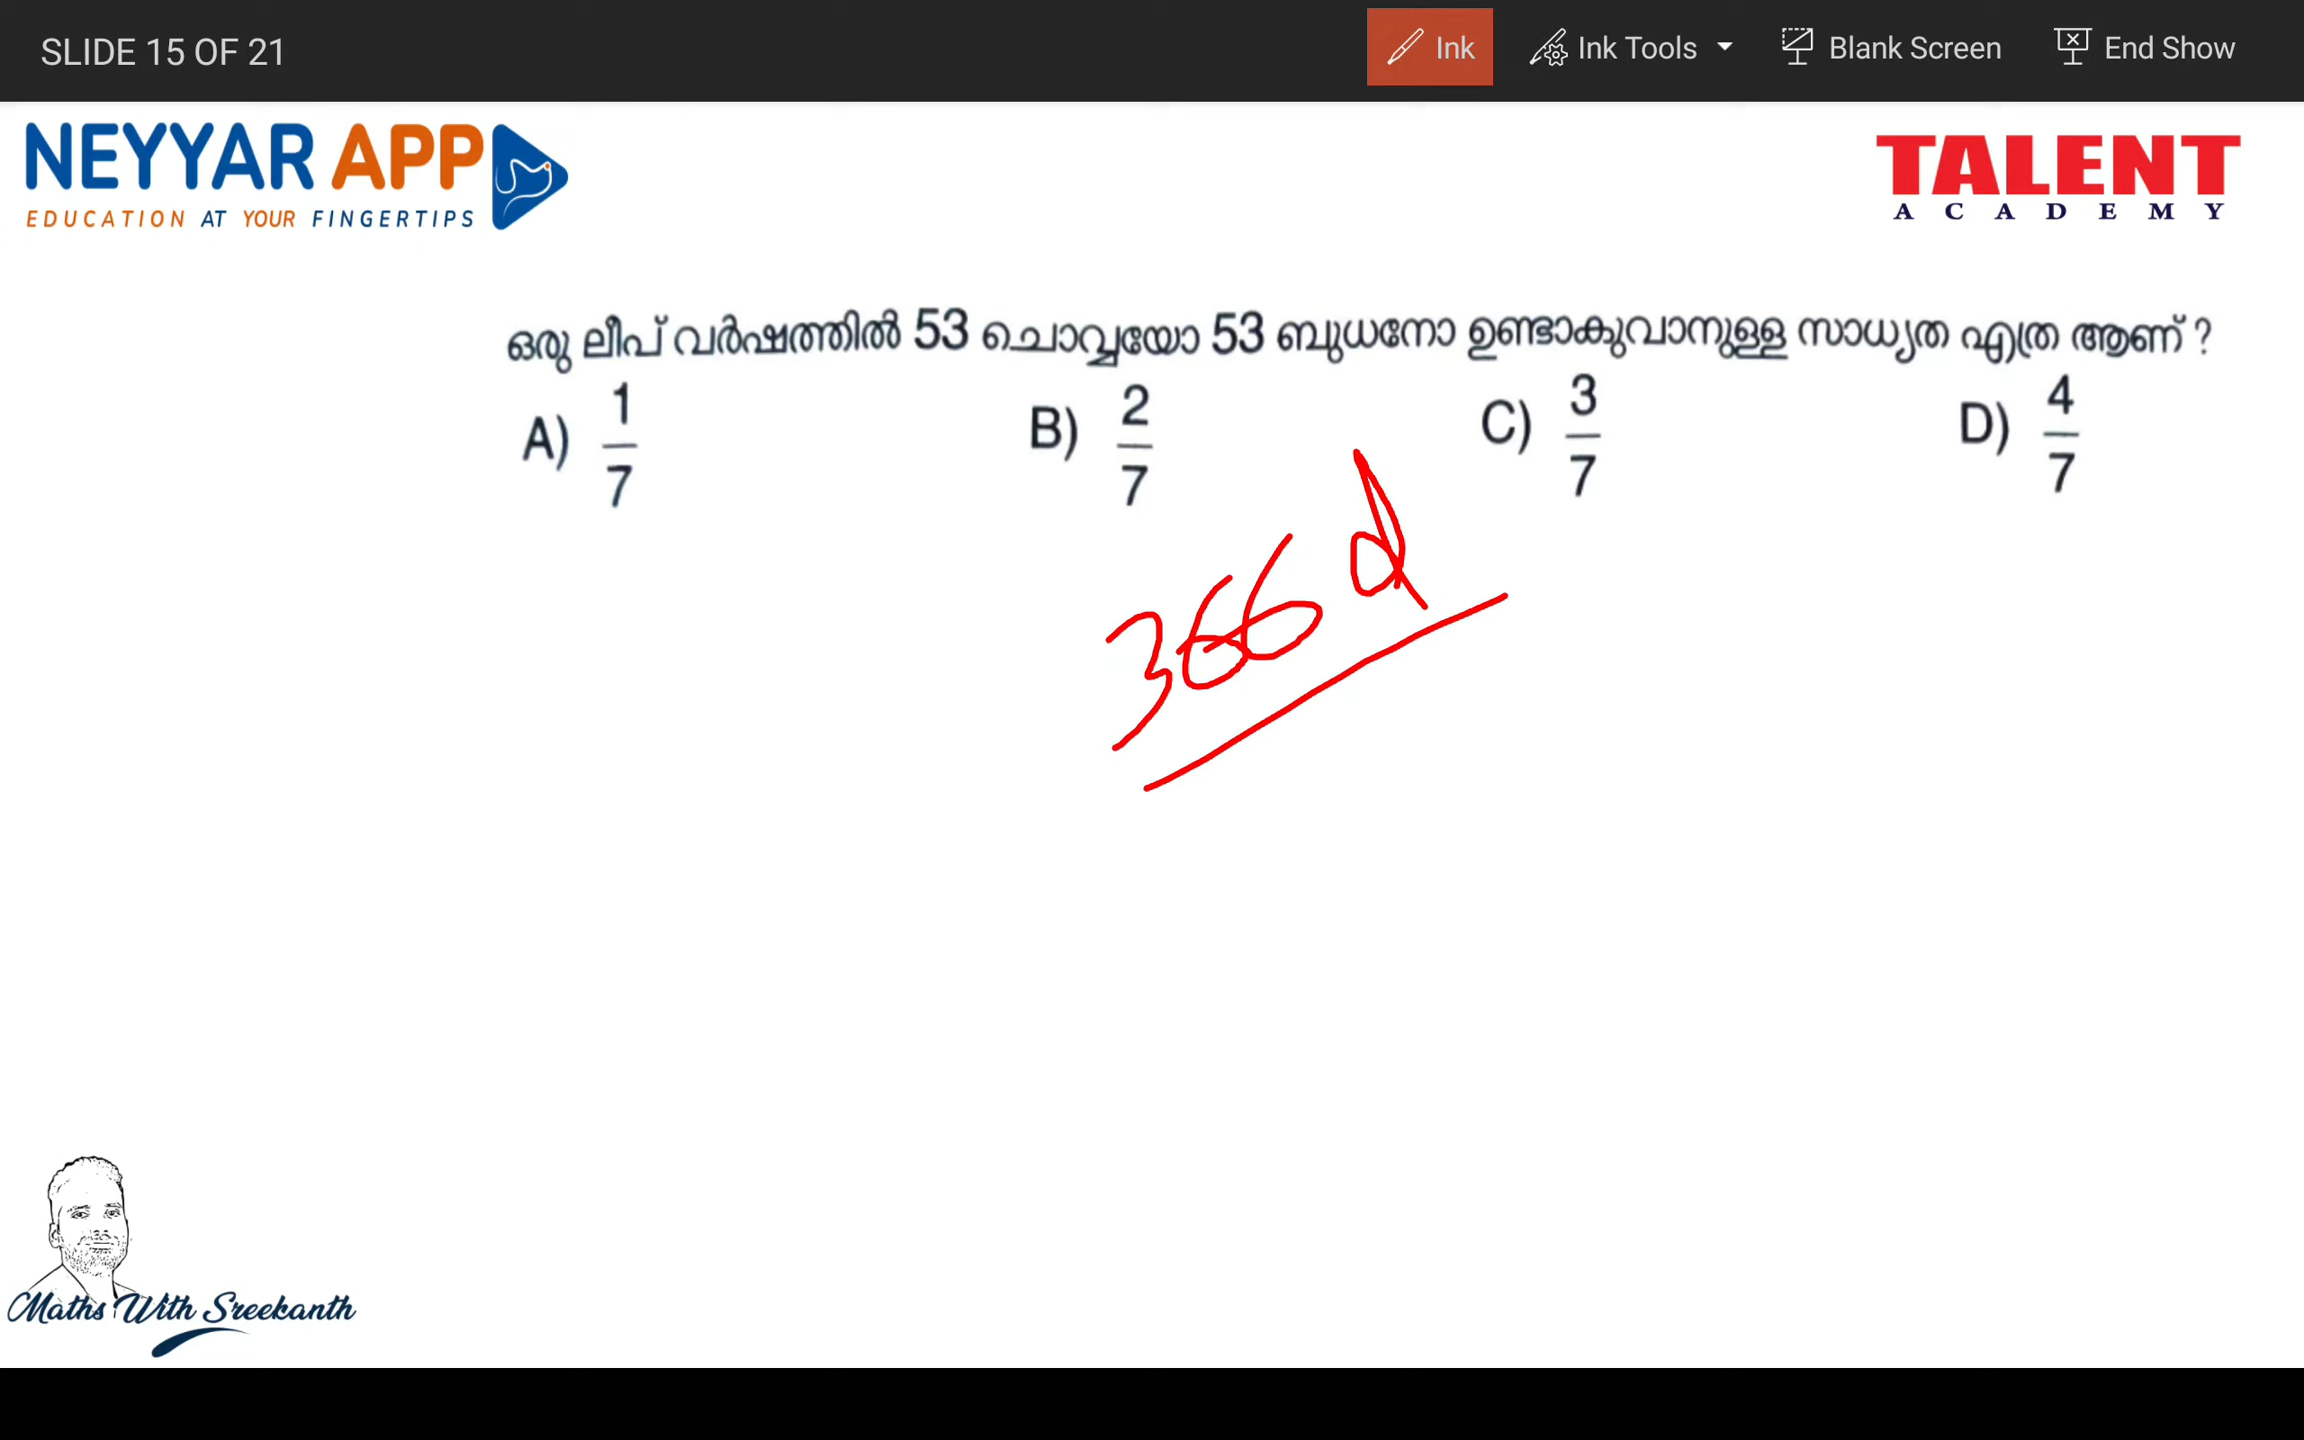 SLIDE 15 OF 21 Ink Ink Tools Blank Screen End Show
NEYYAR APP
EDUCATION AT YOUR FINGERTIPS
TALENT
ACADEMY
ഒരു ലീപ് വർഷത്തിൽ 53 ചൊവ്വയോ 53 ബുധനോ ഉണ്ടാകുവാനുള്ള സാധ്യത എത്ര ആണ് ?
A) 1/7 B) 2/7 C) 3/7 D) 4/7
366 d
Maths With Sreekanth